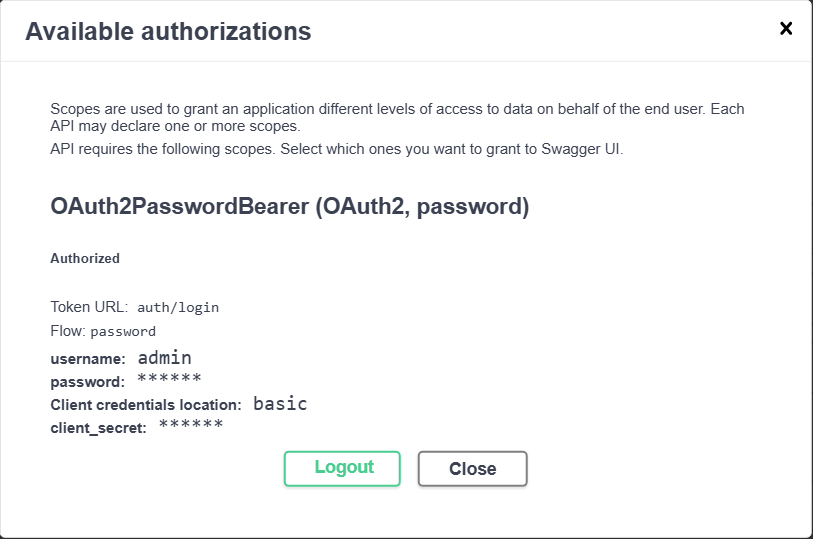 Available authorizations
Scopes are used to grant an application different levels of access to data on behalf of the end user. Each
API may declare one or more scopes.
API requires the following scopes. Select which ones you want to grant to Swagger UI.
OAuth2PasswordBearer (OAuth2, password)
Authorized
Token URL: auth/login
Flow: password
username: admin
password: ******
Client credentials location: basic
client_secret: ******
Logout Close